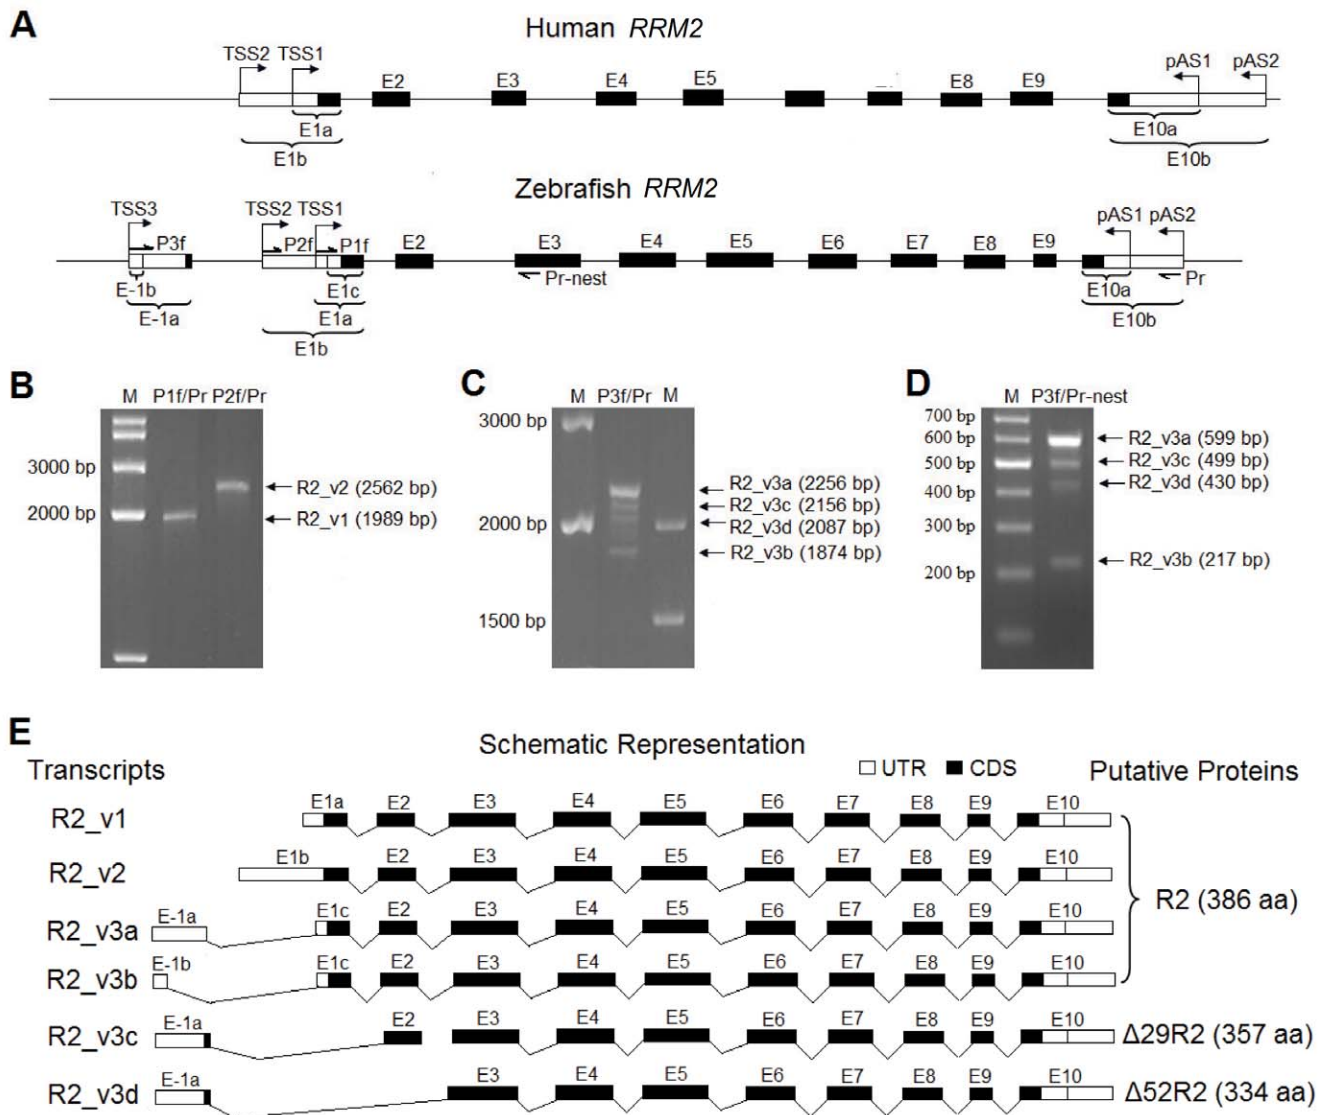 A
Human RRM2
TSS2 TSS1 E2 E3 E4 E5 E8 E9 pAS1 pAS2
E1a E10a
E1b E10b
Zebrafish RRM2
TSS3 TSS2 TSS1 pAS1 pAS2
P3f P2f P1f E2 E3 E4 E5 E6 E7 E8 E9
E-1b E1c Pr-nest E10a Pr
E-1a E1a E10b
E1b
B
M P1f/Pr P2f/Pr
3000 bp
R2_v2 (2562 bp)
2000 bp
R2_v1 (1989 bp)
C
M P3f/Pr M
3000 bp
R2_v3a (2256 bp)
R2_v3c (2156 bp)
2000 bp
R2_v3d (2087 bp)
R2_v3b (1874 bp)
1500 bp
D
M P3f/Pr-nest
700 bp
600 bp
R2_v3a (599 bp)
500 bp
R2_v3c (499 bp)
400 bp
R2_v3d (430 bp)
300 bp
R2_v3b (217 bp)
200 bp
E
Schematic Representation
Transcripts
UTR CDS
Putative Proteins
R2_v1 E1a E2 E3 E4 E5 E6 E7 E8 E9 E10
R2_v2 E1b E2 E3 E4 E5 E6 E7 E8 E9 E10
R2 (386 aa)
R2_v3a E-1a E1c E2 E3 E4 E5 E6 E7 E8 E9 E10
R2_v3b E-1b E1c E2 E3 E4 E5 E6 E7 E8 E9 E10
R2_v3c E-1a E2 E3 E4 E5 E6 E7 E8 E9 E10 Δ29R2 (357 aa)
R2_v3d E-1a E3 E4 E5 E6 E7 E8 E9 E10 Δ52R2 (334 aa)